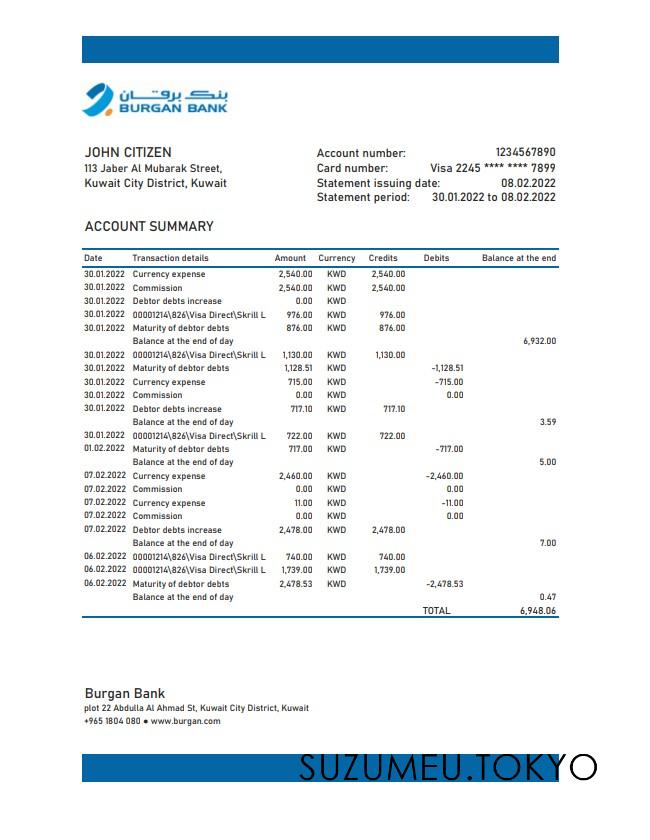 بنك برقان
BURGAN BANK
JOHN CITIZEN
113 Jaber Al Mubarak Street,
Kuwait City District, Kuwait
Account number: 1234567890
Card number: Visa 2245 **** **** 7899
Statement issuing date: 08.02.2022
Statement period: 30.01.2022 to 08.02.2022
ACCOUNT SUMMARY
Date Transaction details Amount Currency Credits Debits Balance at the end
30.01.2022 Currency expense 2,540.00 KWD 2,540.00
30.01.2022 Commission 2,540.00 KWD 2,540.00
30.01.2022 Debtor debts increase 0.00 KWD
30.01.2022 00001214\826\Visa Direct\Skrill L 976.00 KWD 976.00
30.01.2022 Maturity of debtor debts 876.00 KWD 876.00
Balance at the end of day 6,932.00
30.01.2022 00001214\826\Visa Direct\Skrill L 1,130.00 KWD 1,130.00
30.01.2022 Maturity of debtor debts 1,128.51 KWD -1,128.51
30.01.2022 Currency expense 715.00 KWD -715.00
30.01.2022 Commission 0.00 KWD 0.00
30.01.2022 Debtor debts increase 717.10 KWD 717.10
Balance at the end of day 3.59
30.01.2022 00001214\826\Visa Direct\Skrill L 722.00 KWD 722.00
01.02.2022 Maturity of debtor debts 717.00 KWD -717.00
Balance at the end of day 5.00
07.02.2022 Currency expense 2,460.00 KWD -2,460.00
07.02.2022 Commission 0.00 KWD 0.00
07.02.2022 Currency expense 11.00 KWD -11.00
07.02.2022 Commission 0.00 KWD 0.00
07.02.2022 Debtor debts increase 2,478.00 KWD 2,478.00
Balance at the end of day 7.00
06.02.2022 00001214\826\Visa Direct\Skrill L 740.00 KWD 740.00
06.02.2022 00001214\826\Visa Direct\Skrill L 1,739.00 KWD 1,739.00
06.02.2022 Maturity of debtor debts 2,478.53 KWD -2,478.53
Balance at the end of day 0.47
TOTAL 6,948.06
Burgan Bank
plot 22 Abdulla Al Ahmad St, Kuwait City District, Kuwait
+965 1804 080 ● www.burgan.com
SUZUMEU.TOKYO